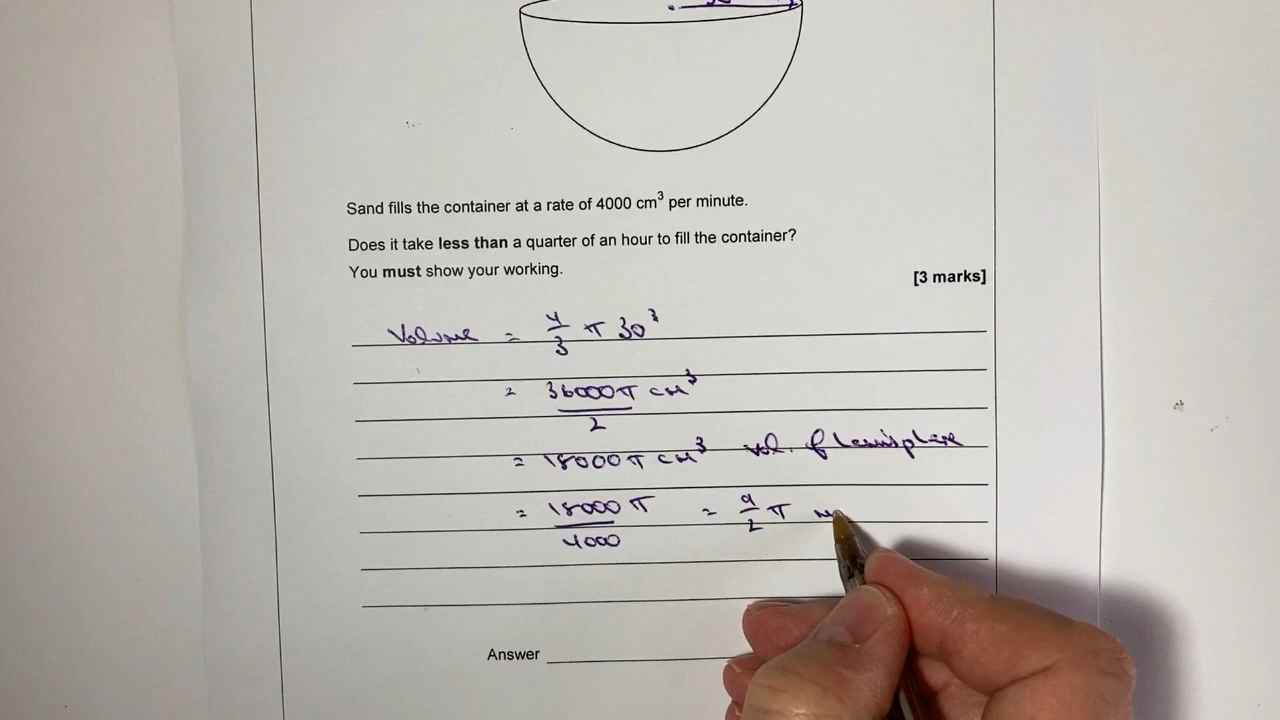 Sand fills the container at a rate of 4000 cm³ per minute.
Does it take less than a quarter of an hour to fill the container?
You must show your working.
[3 marks]
Volume = 4/3 π 30³
= 36000π cm³ / 2
= 18000π cm³ vol. of hemisphere
= 18000π / 4000 = 9/2 π
Answer